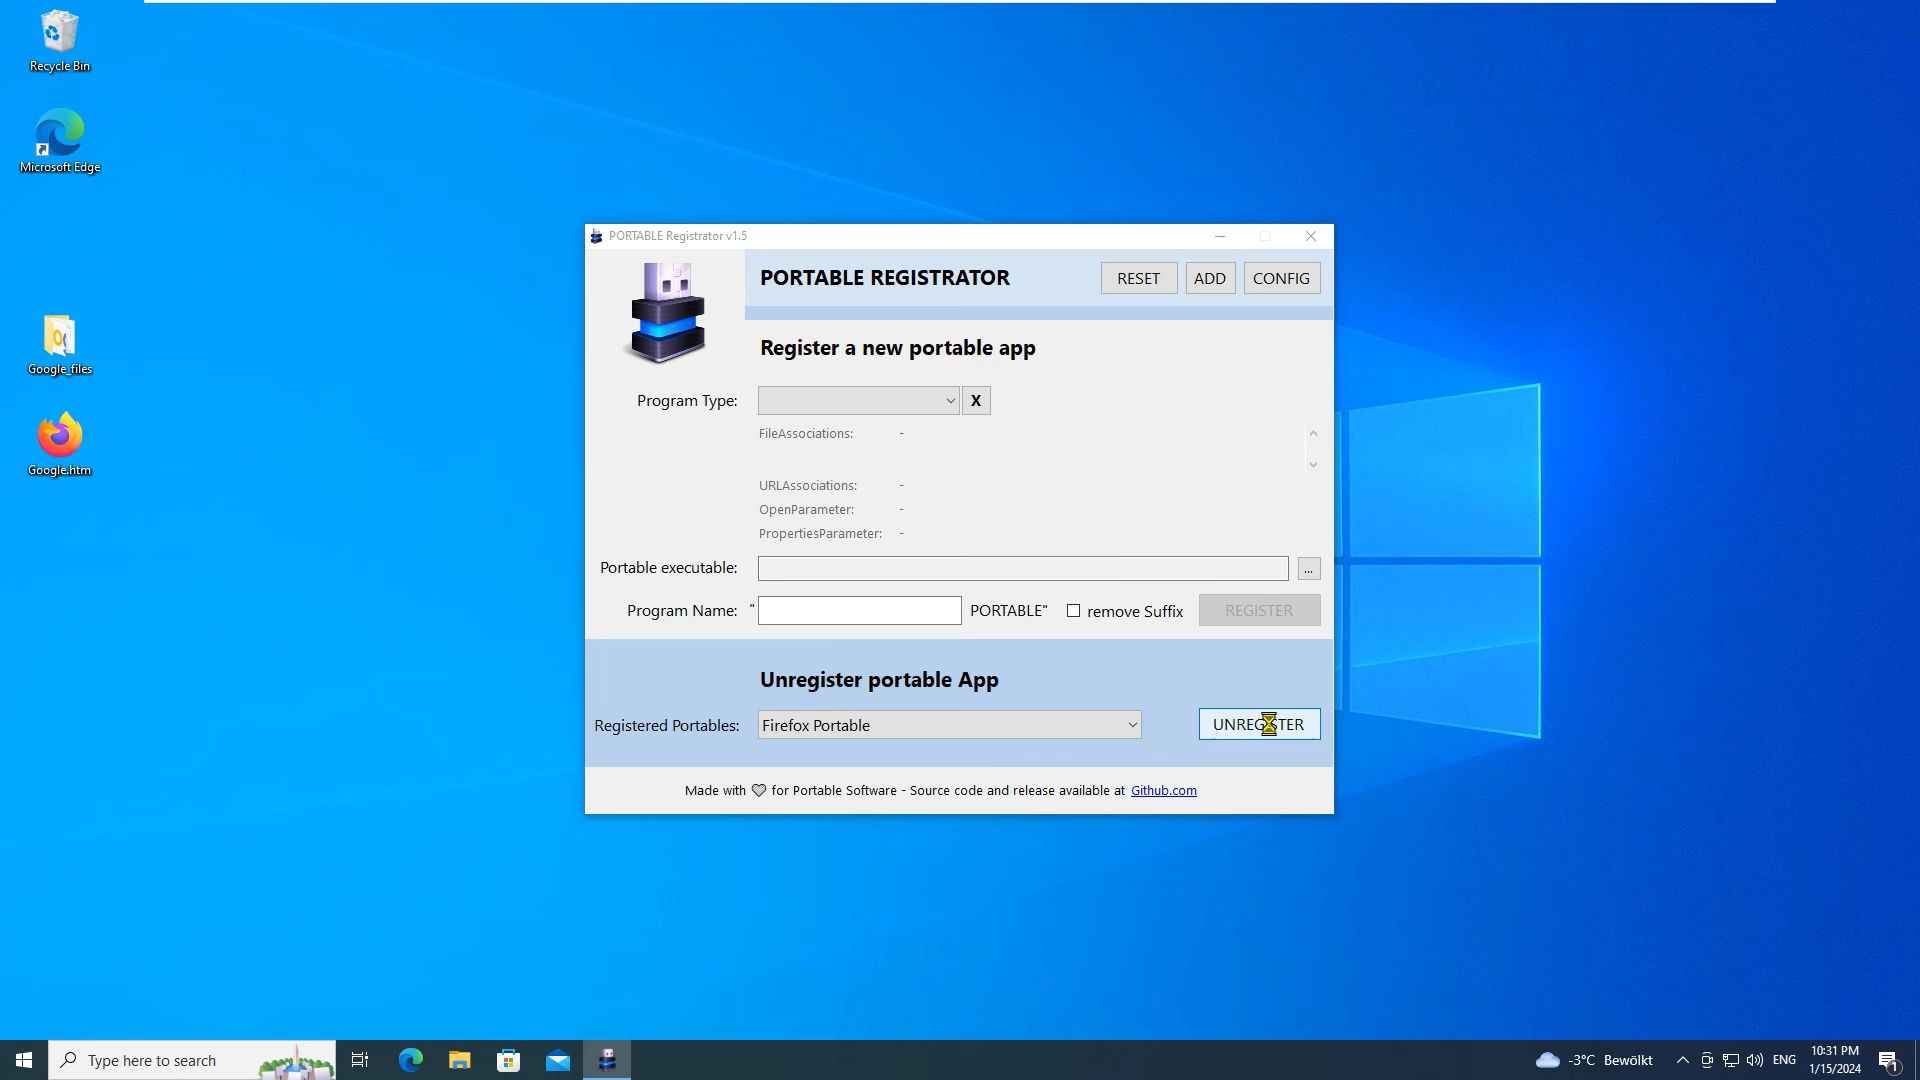 Recycle Bin
Microsoft Edge
Google_files
Google.htm
PORTABLE Registrator v1.5
PORTABLE REGISTRATOR
RESET
ADD
CONFIG
Register a new portable app
Program Type:
X
FileAssociations: -
URLAssociations: -
OpenParameter: -
PropertiesParameter: -
Portable executable:
...
Program Name: " PORTABLE" remove Suffix REGISTER
Unregister portable App
Registered Portables: Firefox Portable UNREGISTER
Made with ♡ for Portable Software - Source code and release available at Github.com
Type here to search
-3°C Bewölkt
ENG
10:31 PM
1/15/2024
1